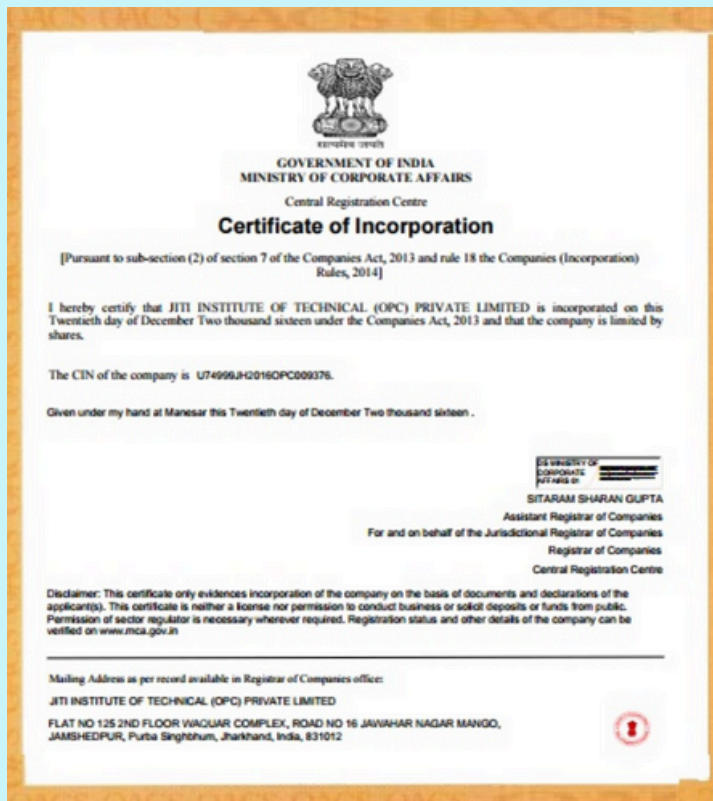 सत्यमेव जयते
GOVERNMENT OF INDIA
MINISTRY OF CORPORATE AFFAIRS
Central Registration Centre
Certificate of Incorporation
[Pursuant to sub-section (2) of section 7 of the Companies Act, 2013 and rule 18 the Companies (Incorporation)
Rules, 2014]
I hereby certify that JITI INSTITUTE OF TECHNICAL (OPC) PRIVATE LIMITED is incorporated on this
Twentieth day of December Two thousand sixteen under the Companies Act, 2013 and that the company is limited by
shares.
The CIN of the company is U74999JH2016OPC009376.
Given under my hand at Manesar this Twentieth day of December Two thousand sixteen .
DS MINISTRY OF
CORPORATE
AFFAIRS 01
SITARAM SHARAN GUPTA
Assistant Registrar of Companies
For and on behalf of the Jurisdictional Registrar of Companies
Registrar of Companies
Central Registration Centre
Disclaimer: This certificate only evidences incorporation of the company on the basis of documents and declarations of the
applicant(s). This certificate is neither a license nor permission to conduct business or solicit deposits or funds from public.
Permission of sector regulator is necessary wherever required. Registration status and other details of the company can be
verified on www.mca.gov.in
Mailing Address as per record available in Registrar of Companies office:
JITI INSTITUTE OF TECHNICAL (OPC) PRIVATE LIMITED
FLAT NO 125 2ND FLOOR WAQUAR COMPLEX, ROAD NO 16 JAWAHAR NAGAR MANGO,
JAMSHEDPUR, Purba Singhbhum, Jharkhand, India, 831012